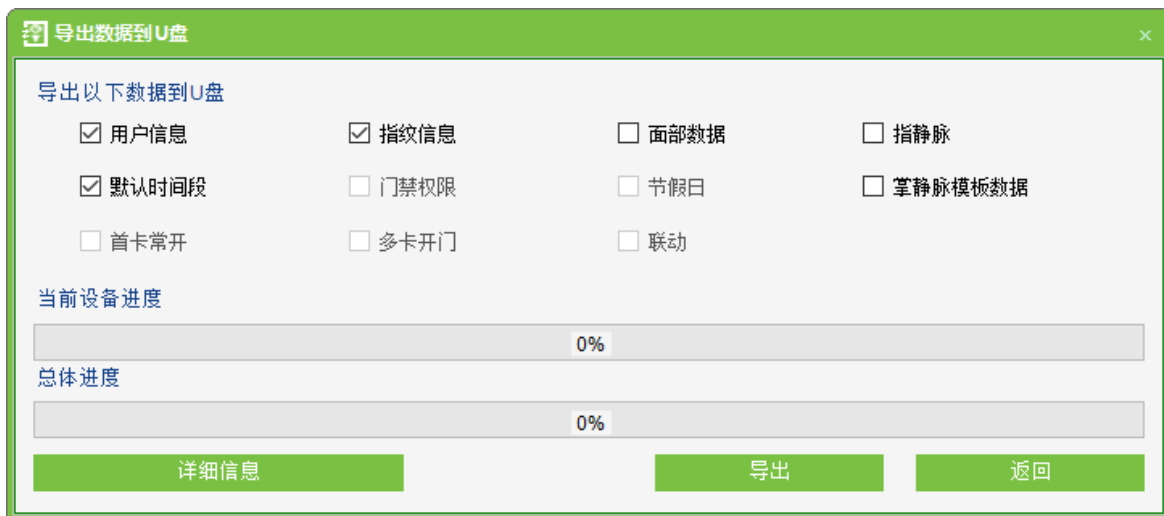 导出数据到U盘
导出以下数据到U盘
用户信息 指纹信息 面部数据 指静脉
默认时间段 门禁权限 节假日 掌静脉模板数据
首卡常开 多卡开门 联动
当前设备进度
0%
总体进度
0%
详细信息 导出 返回